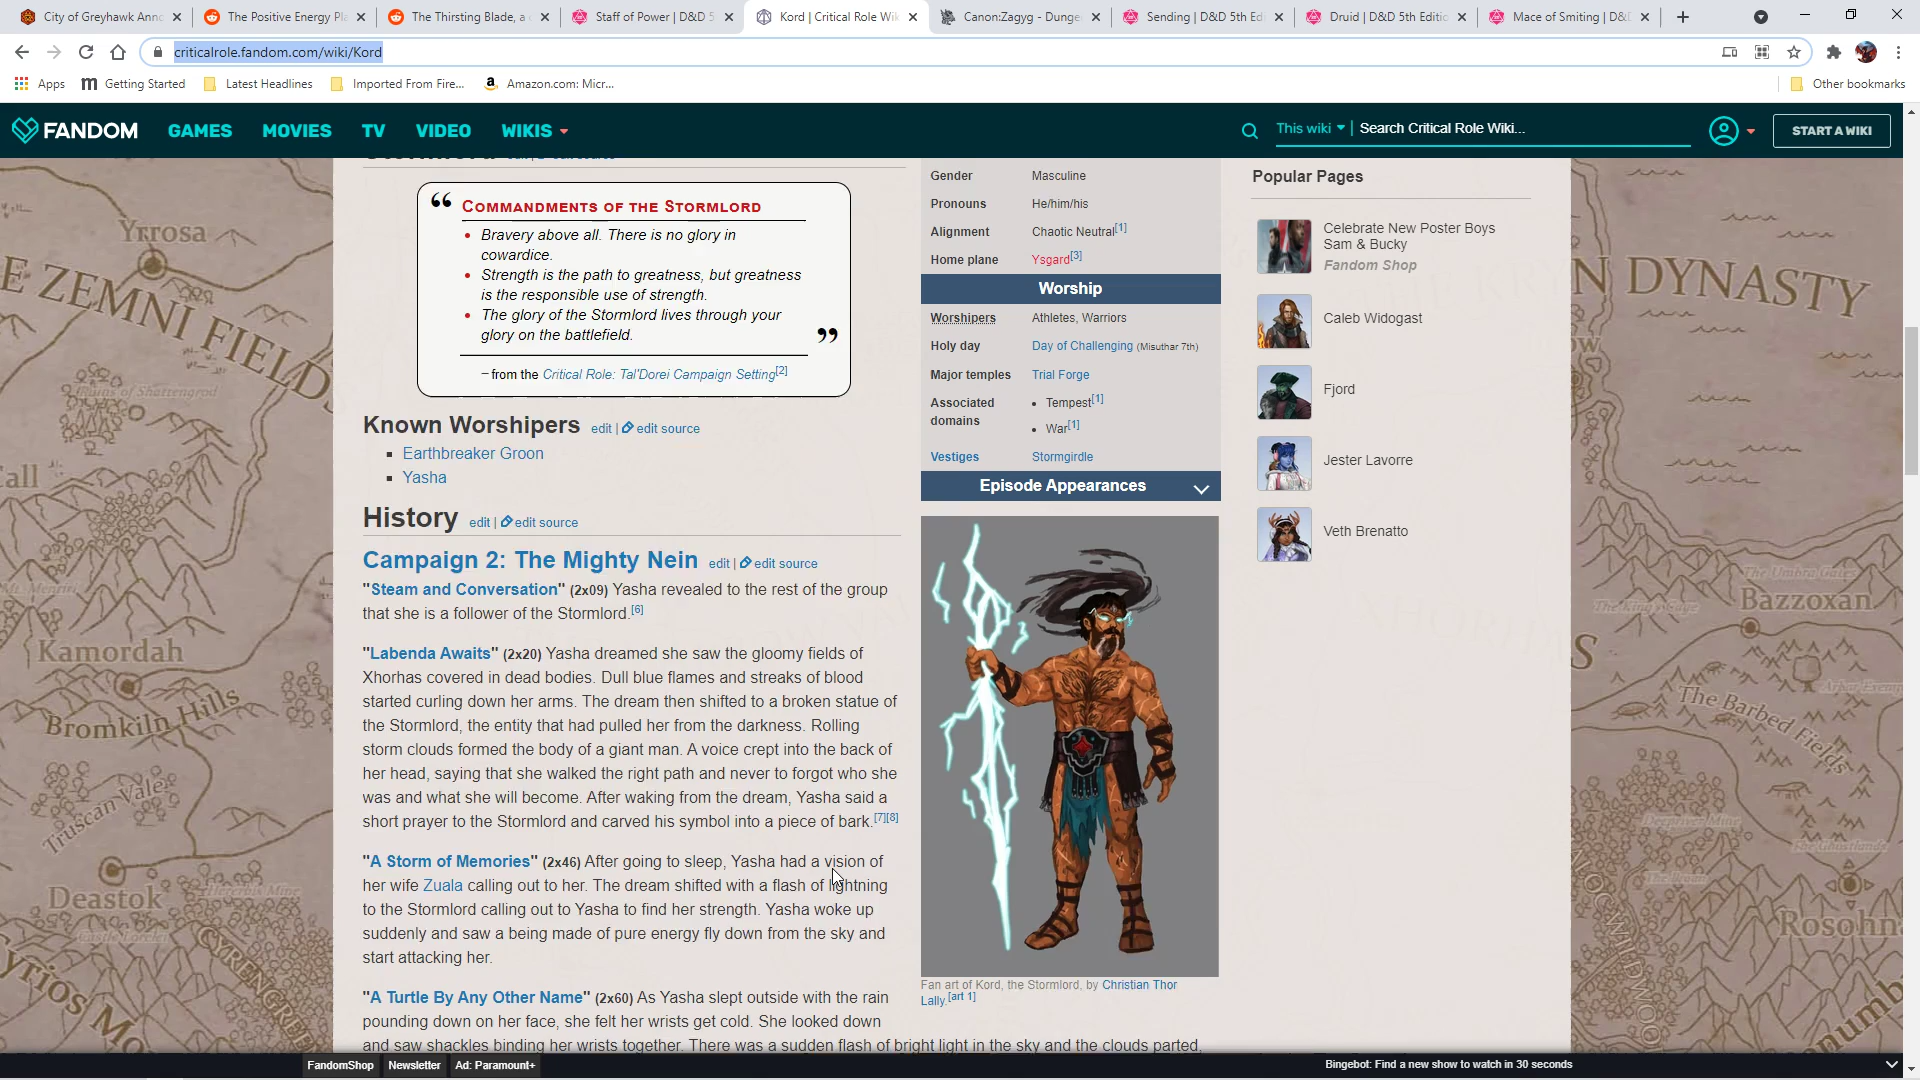 City of Greyhawk Anno
The Positive Energy Pl
The Thirsting Blade, a
Staff of Power | D&D 5
Kord | Critical Role Wik
Canon:Zagyg - Dunge
Sending | D&D 5th Edi
Druid | D&D 5th Editio
Mace of Smiting | D&D
criticalrole.fandom.com/wiki/Kord
Apps
Getting Started
Latest Headlines
Imported From Fire...
Amazon.com: Micr...
Other bookmarks
FANDOM
GAMES
MOVIES
TV
VIDEO
WIKIS
This wiki
Search Critical Role Wiki...
START A WIKI
“ COMMANDMENTS OF THE STORMLORD
• Bravery above all. There is no glory in
cowardice.
• Strength is the path to greatness, but greatness
is the responsible use of strength.
• The glory of the Stormlord lives through your
glory on the battlefield. ”
– from the Critical Role: Tal'Dorei Campaign Setting[2]
Known Worshipers edit | edit source
Earthbreaker Groon
Yasha
History edit | edit source
Campaign 2: The Mighty Nein edit | edit source
"Steam and Conversation" (2x09) Yasha revealed to the rest of the group
that she is a follower of the Stormlord.[6]
"Labenda Awaits" (2x20) Yasha dreamed she saw the gloomy fields of
Xhorhas covered in dead bodies. Dull blue flames and streaks of blood
started curling down her arms. The dream then shifted to a broken statue of
the Stormlord, the entity that had pulled her from the darkness. Rolling
storm clouds formed the body of a giant man. A voice crept into the back of
her head, saying that she walked the right path and never to forgot who she
was and what she will become. After waking from the dream, Yasha said a
short prayer to the Stormlord and carved his symbol into a piece of bark.[7][8]
"A Storm of Memories" (2x46) After going to sleep, Yasha had a vision of
her wife Zuala calling out to her. The dream shifted with a flash of lightning
to the Stormlord calling out to Yasha to find her strength. Yasha woke up
suddenly and saw a being made of pure energy fly down from the sky and
start attacking her.
"A Turtle By Any Other Name" (2x60) As Yasha slept outside with the rain
pounding down on her face, she felt her wrists get cold. She looked down
and saw shackles binding her wrists together. There was a sudden flash of bright light in the sky and the clouds parted,
Gender Masculine
Pronouns He/him/his
Alignment Chaotic Neutral[1]
Home plane Ysgard[3]
Worship
Worshipers Athletes, Warriors
Holy day Day of Challenging (Misuthar 7th)
Major temples Trial Forge
Associated
domains
• Tempest[1]
• War[1]
Vestiges Stormgirdle
Episode Appearances
Fan art of Kord, the Stormlord, by Christian Thor
Lally.[art 1]
Popular Pages
Celebrate New Poster Boys
Sam & Bucky
Fandom Shop
Caleb Widogast
Fjord
Jester Lavorre
Veth Brenatto
Yrrosa
E ZEMNI FIELDS
Ruins of Shattengrod
Kamordah
Bromkiln Hills
Truscan Vale
Deastok
CYRENGREEN
N DYNASTY
Bazzoxan
The Barbed Fields
Rosohn
FandomShop
Newsletter
Ad: Paramount+
Bingebot: Find a new show to watch in 30 seconds